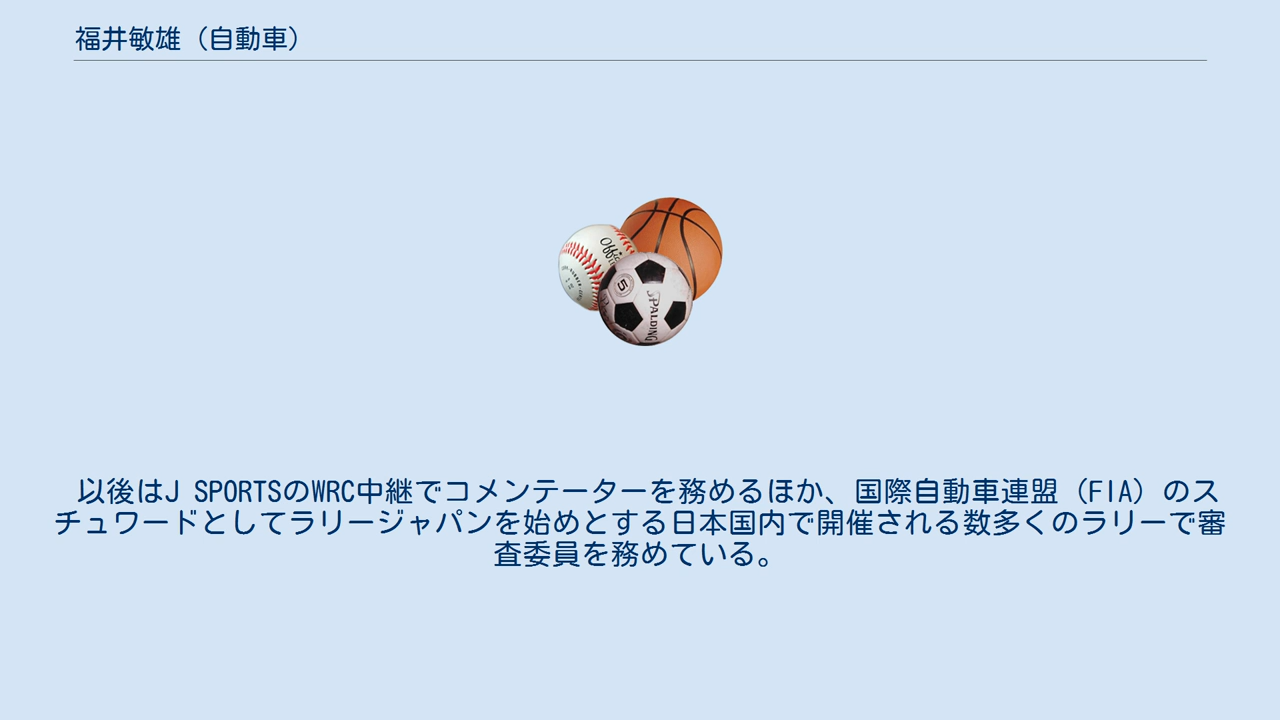 福井敏雄（自動車）
Offici
5
SPALDING
以後はJ SPORTSのWRC中継でコメンテーターを務めるほか、国際自動車連盟（FIA）のス
チュワードとしてラリージャパンを始めとする日本国内で開催される数多くのラリーで審
査委員を務めている。